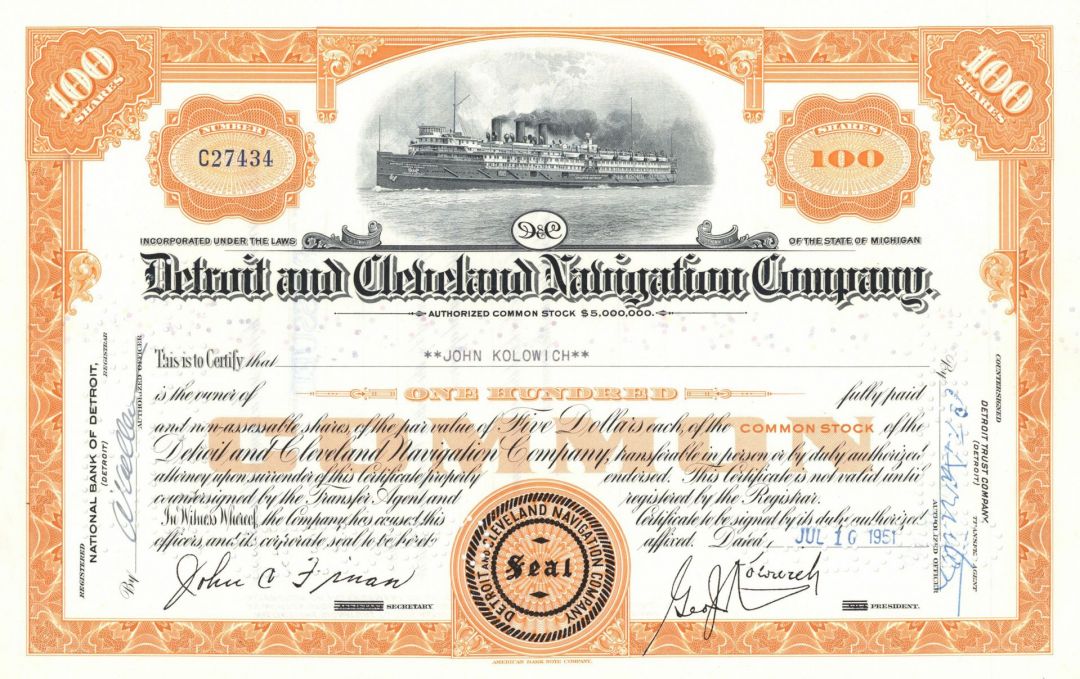 100
SHARES
100
SHARES
NUMBER
C27434
SHARES
100
D&C
INCORPORATED UNDER THE LAWS
OF THE STATE OF MICHIGAN
Detroit and Cleveland Navigation Company.
AUTHORIZED COMMON STOCK $5,000,000.
This is to Certify that **JOHN KOLOWICH**
is the owner of ONE HUNDRED fully paid
COMMON
and non-assessable shares of the par value of Five Dollars each, of the COMMON STOCK of the
Detroit and Cleveland Navigation Company, transferable in person or by duly authorized
attorney upon surrender of this Certificate properly endorsed. This Certificate is not valid until
countersigned by the Transfer Agent and registered by the Registrar.
In Witness Whereof, the Company has caused this Certificate to be signed by its duly authorized
officers and its corporate seal to be hereto affixed. Dated, JUL 16 1951
DETROIT AND CLEVELAND NAVIGATION COMPANY
Seal
SECRETARY
Geo J Kolowich
PRESIDENT.
REGISTERED
NATIONAL BANK OF DETROIT,
(DETROIT)
REGISTRAR
By
AUTHORIZED OFFICER
COUNTERSIGNED
DETROIT TRUST COMPANY,
(DETROIT)
TRANSFER AGENT
By
AUTHORIZED OFFICER
100
SHARES
100
SHARES
AMERICAN BANK NOTE COMPANY.